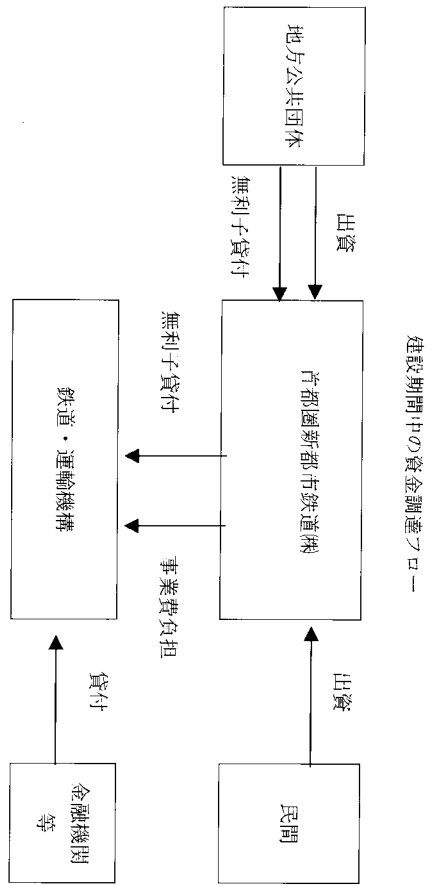 建設期間中の資金調達フロー
地方公共団体
出資
無利子貸付
首都圏新都市鉄道㈱
出資
民間
無利子貸付
事業費負担
鉄道・運輸機構
貸付
金融機関
等